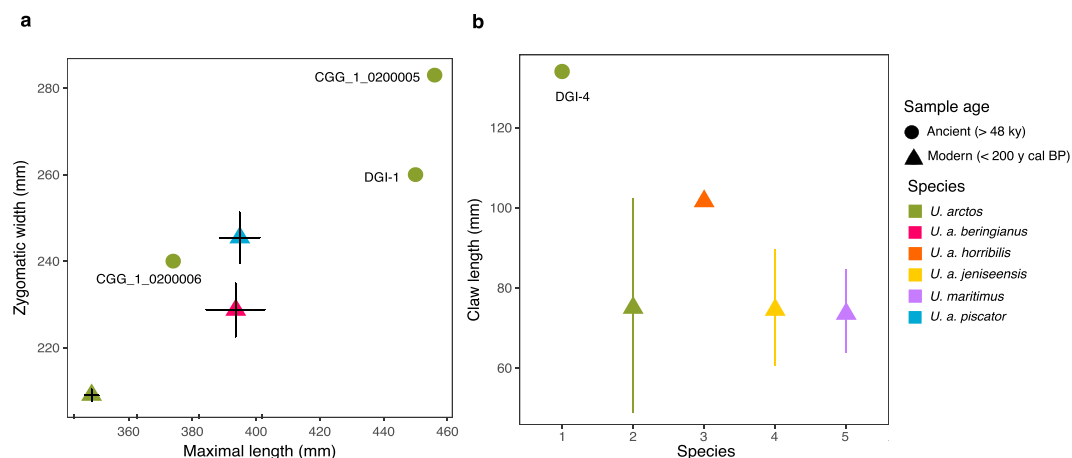 a
Zygomatic width (mm)
280
260
240
220
CGG_1_0200005
DGI-1
CGG_1_0200006
360 380 400 420 440 460
Maximal length (mm)
b
Claw length (mm)
120
100
80
60
DGI-4
1 2 3 4 5
Species
Sample age
Ancient (> 48 ky)
Modern (< 200 y cal BP)
Species
U. arctos
U. a. beringianus
U. a. horribilis
U. a. jeniseensis
U. maritimus
U. a. piscator